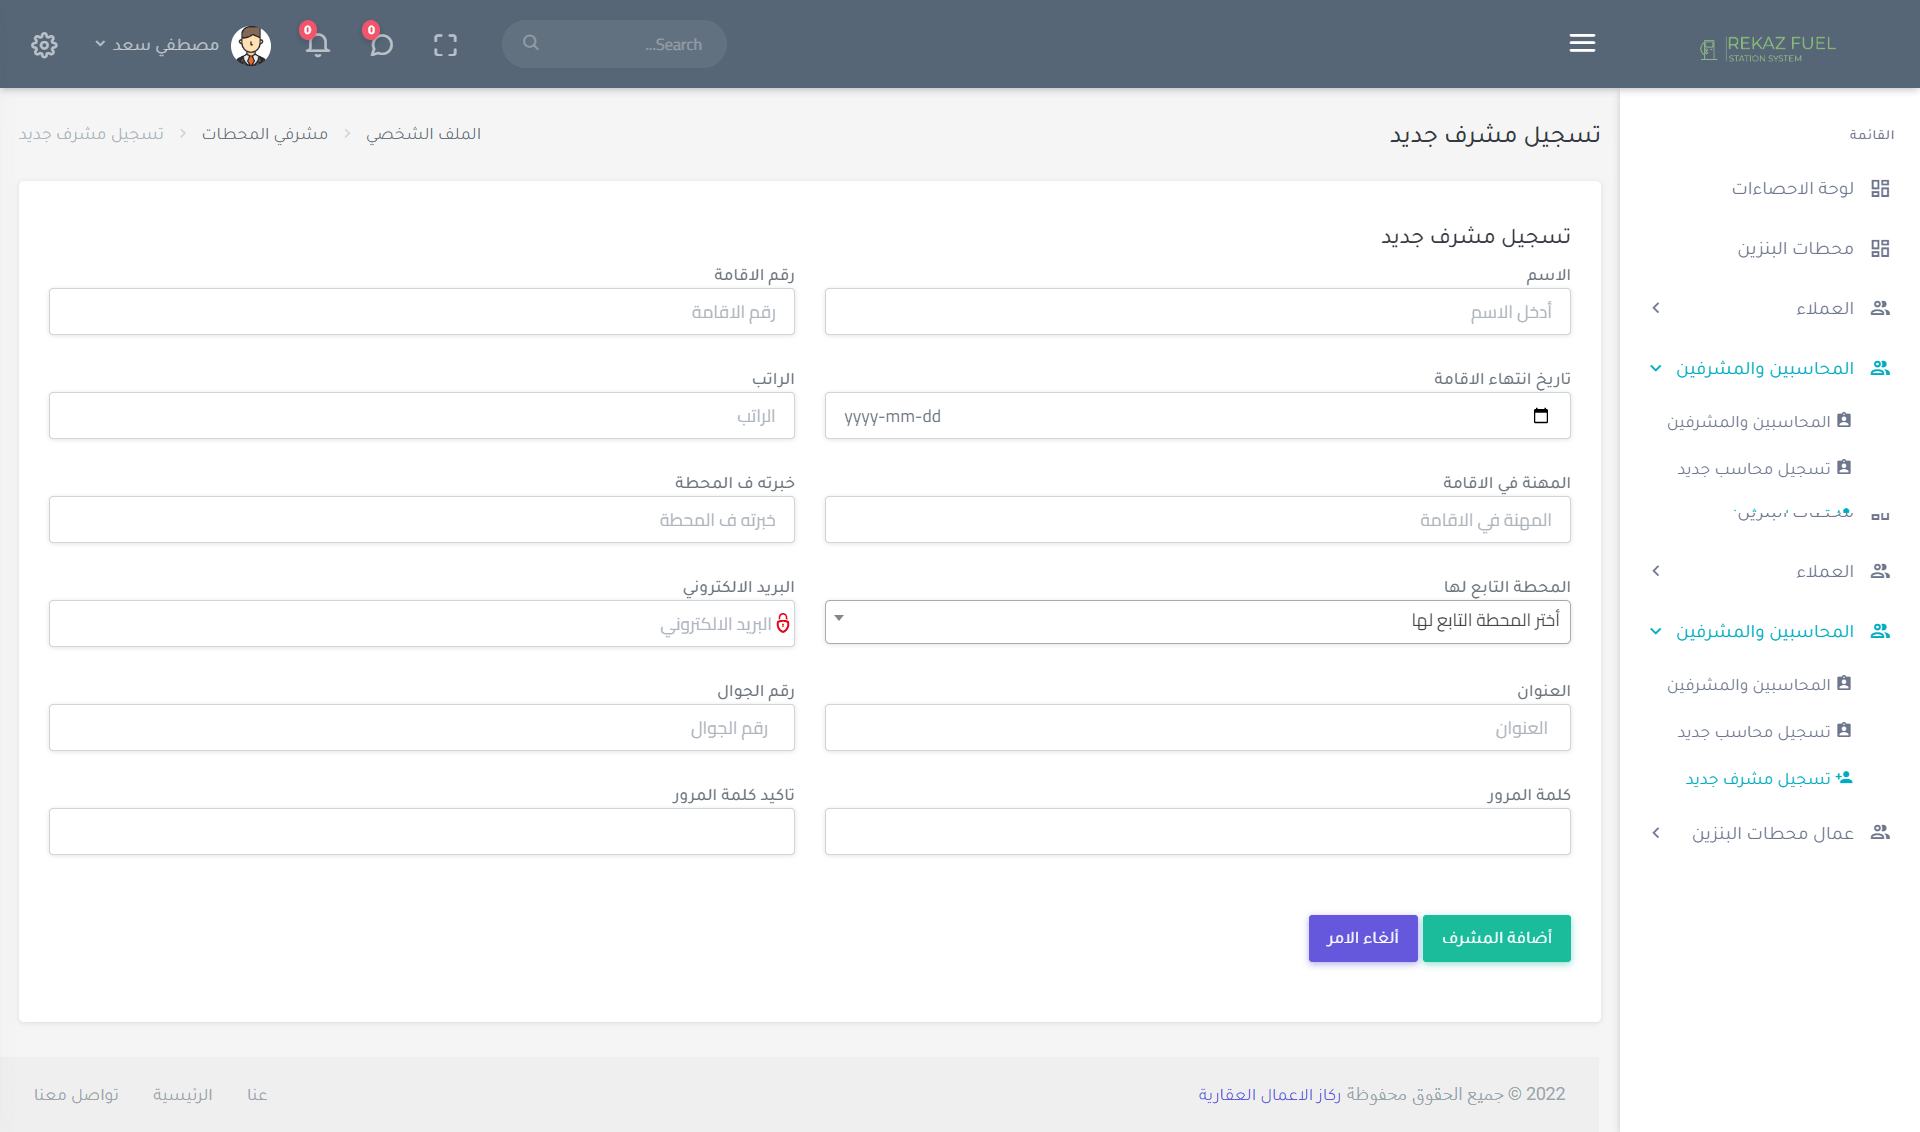 REKAZ FUEL
STATION SYSTEM
Search...
0
0
مصطفي سعد
القائمة
لوحة الاحصاءات
محطات البنزين
العملاء
المحاسبين والمشرفين
المحاسبين والمشرفين
تسجيل محاسب جديد
العملاء
المحاسبين والمشرفين
المحاسبين والمشرفين
تسجيل محاسب جديد
تسجيل مشرف جديد
عمال محطات البنزين
تسجيل مشرف جديد
الملف الشخصي
مشرفي المحطات
تسجيل مشرف جديد
تسجيل مشرف جديد
الاسم
أدخل الاسم
رقم الاقامة
رقم الاقامة
تاريخ انتهاء الاقامة
yyyy-mm-dd
الراتب
الراتب
المهنة في الاقامة
المهنة في الاقامة
خبرته ف المحطة
خبرته ف المحطة
المحطة التابع لها
أختر المحطة التابع لها
البريد الالكتروني
البريد الالكتروني
العنوان
العنوان
رقم الجوال
رقم الجوال
كلمة المرور
تاكيد كلمة المرور
أضافة المشرف
ألغاء الامر
2022 © جميع الحقوق محفوظة ركاز الاعمال العقارية
عنا
الرئيسية
تواصل معنا